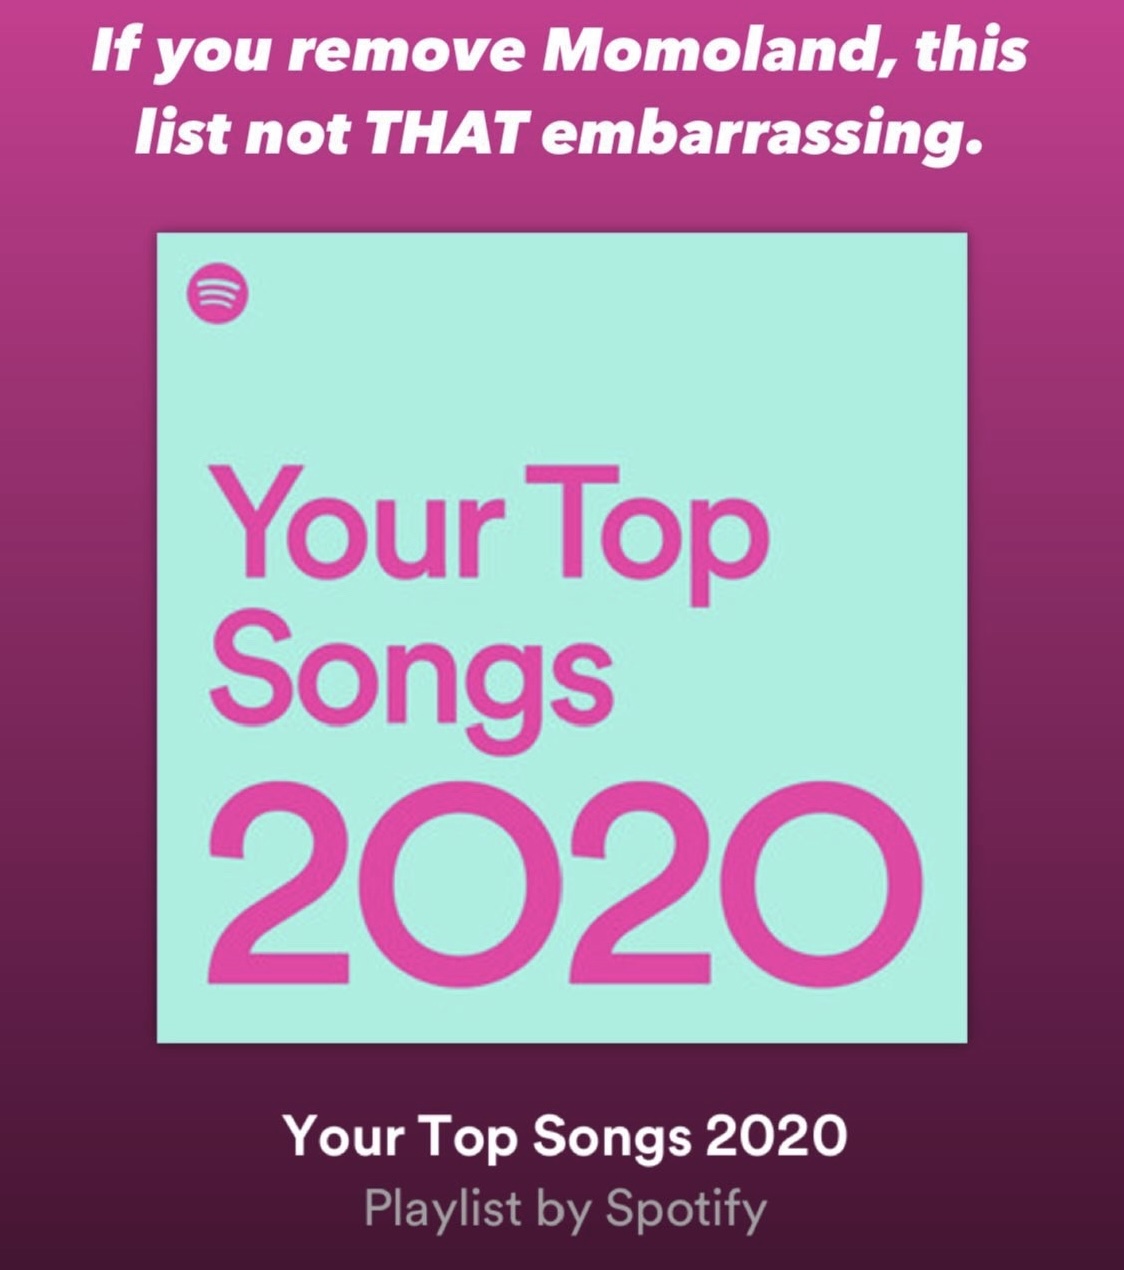 If you remove Momoland, this
list not THAT embarrassing.
Your Top
Songs
2020
Your Top Songs 2020
Playlist by Spotify